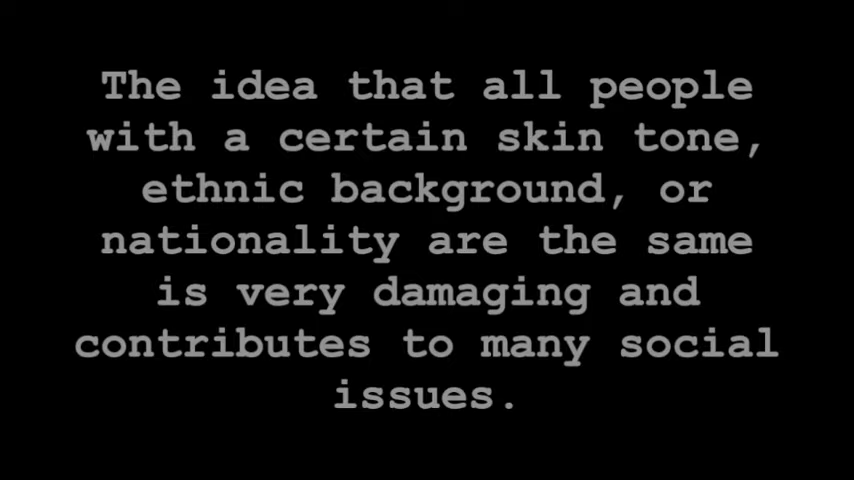 The idea that all people
with a certain skin tone,
ethnic background, or
nationality are the same
is very damaging and
contributes to many social
issues.